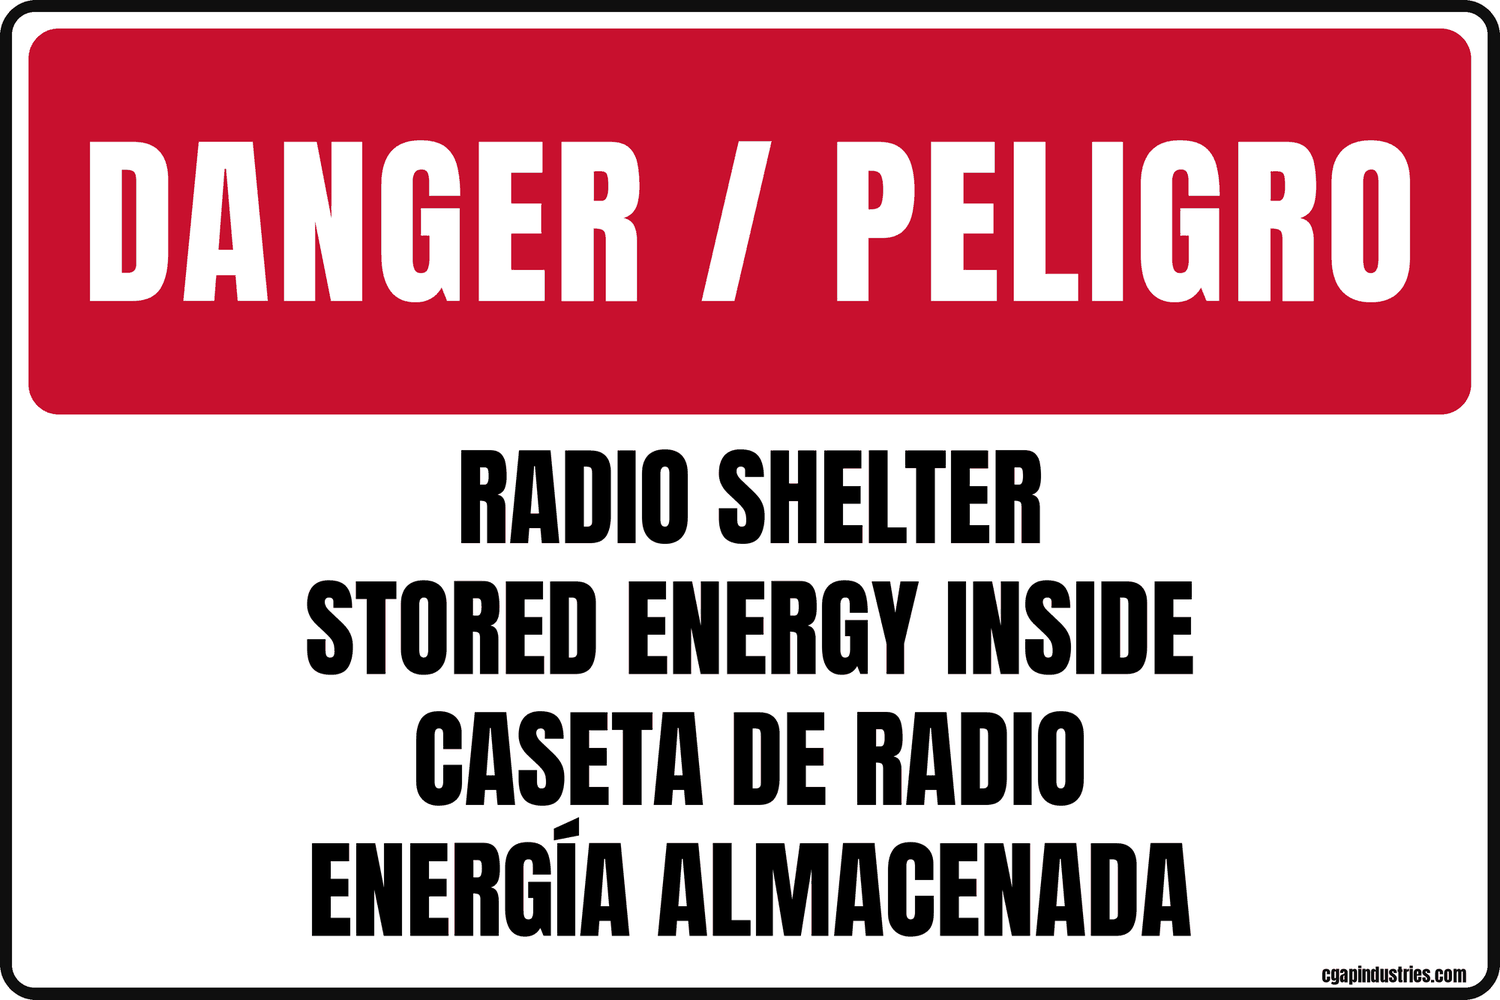 DANGER / PELIGRO
RADIO SHELTER
STORED ENERGY INSIDE
CASETA DE RADIO
ENERGÍA ALMACENADA
cgapindustries.com